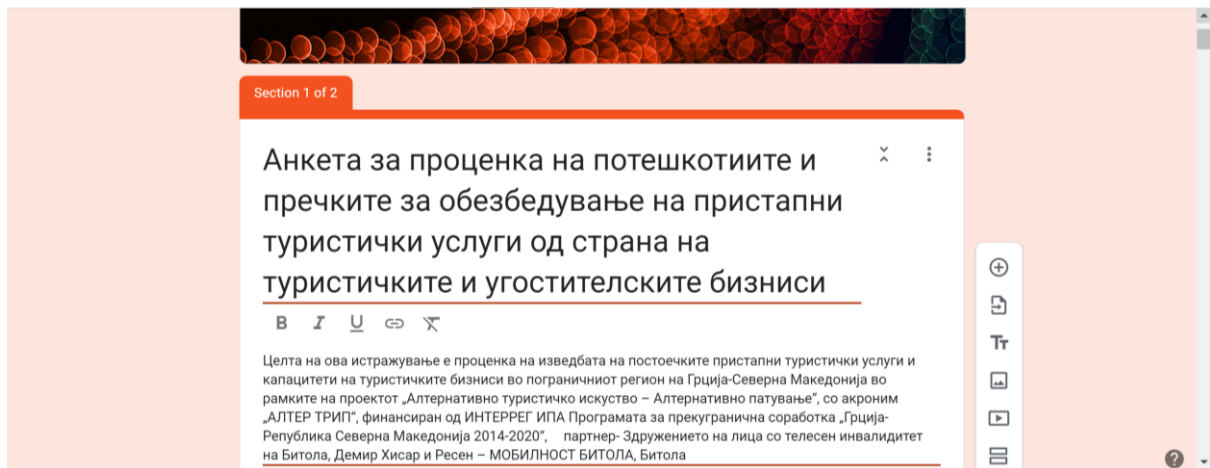 Section 1 of 2
Анкета за проценка на потешкотиите и
пречките за обезбедување на пристапни
туристички услуги од страна на
туристичките и угостителските бизниси
B I U
Целта на ова истражување е проценка на изведбата на постоечките пристапни туристички услуги и
капацитети на туристичките бизниси во пограничниот регион на Грција-Северна Македонија во
рамките на проектот „Алтернативно туристичко искуство – Алтернативно патување“, со акроним
„АЛТЕР ТРИП“, финансиран од ИНТЕРРЕГ ИПА Програмата за прекугранична соработка „Грција-
Република Северна Македонија 2014-2020“, партнер- Здружението на лица со телесен инвалидитет
на Битола, Демир Хисар и Ресен – МОБИЛНОСТ БИТОЛА, Битола
Tт